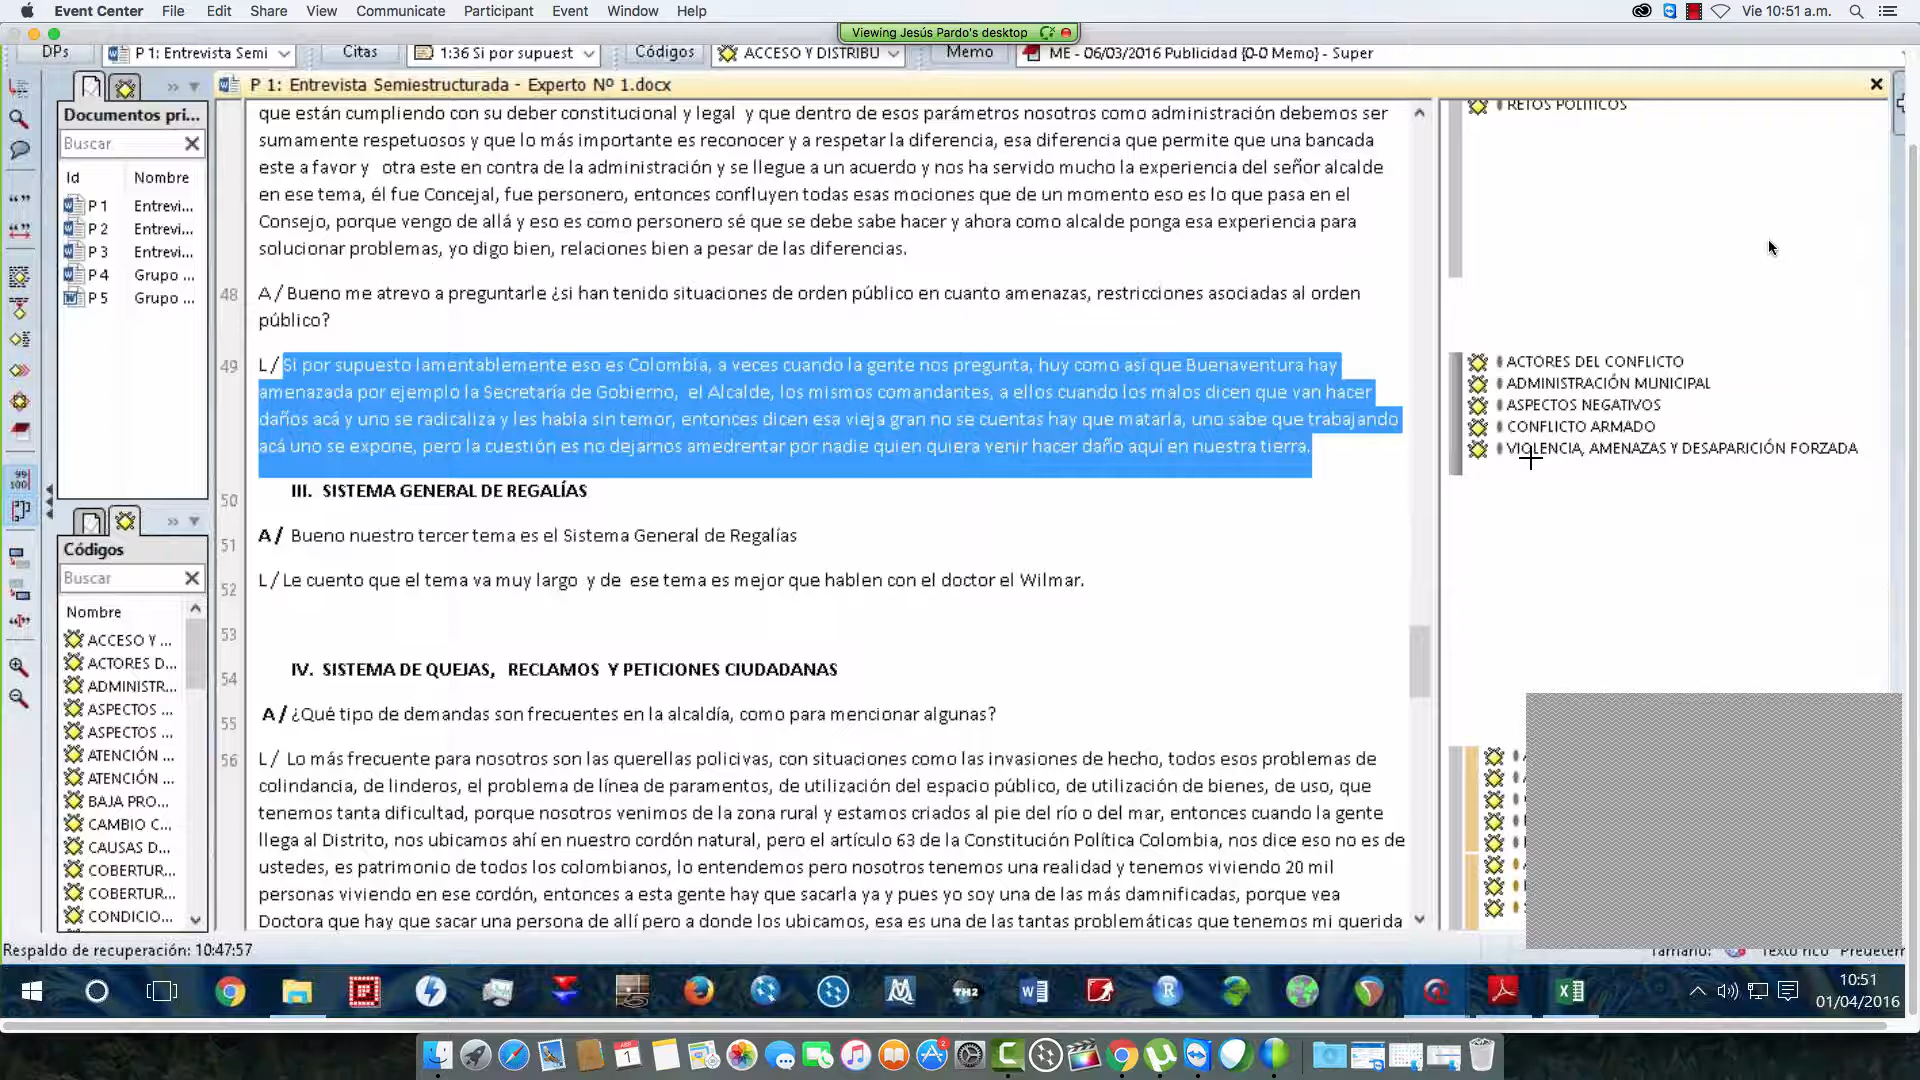 Event Center File Edit Share View Communicate Participant Event Window Help Vie 10:51 a.m.
Viewing Jesús Pardo's desktop
DPs P 1: Entrevista Semi Citas 1:36 Si por supuest Códigos ACCESO Y DISTRIBU Memo ME - 06/03/2016 Publicidad {0-0 Memo} - Super
P 1: Entrevista Semiestructurada - Experto Nº 1.docx
Documentos pri...
Buscar
Id Nombre
P 1 Entrevi...
P 2 Entrevi...
P 3 Entrevi...
P 4 Grupo ...
P 5 Grupo ...
Códigos
Buscar
Nombre
ACCESO Y ...
ACTORES D...
ADMINISTR...
ASPECTOS ...
ASPECTOS ...
ATENCIÓN ...
ATENCIÓN ...
BAJA PRO...
CAMBIO C...
CAUSAS D...
COBERTUR...
COBERTUR...
CONDICIO...
que están cumpliendo con su deber constitucional y legal y que dentro de esos parámetros nosotros como administración debemos ser
sumamente respetuosos y que lo más importante es reconocer y a respetar la diferencia, esa diferencia que permite que una bancada
este a favor y otra este en contra de la administración y se llegue a un acuerdo y nos ha servido mucho la experiencia del señor alcalde
en ese tema, él fue Concejal, fue personero, entonces confluyen todas esas mociones que de un momento eso es lo que pasa en el
Consejo, porque vengo de allá y eso es como personero sé que se debe sabe hacer y ahora como alcalde ponga esa experiencia para
solucionar problemas, yo digo bien, relaciones bien a pesar de las diferencias.
48 A / Bueno me atrevo a preguntarle ¿si han tenido situaciones de orden público en cuanto amenazas, restricciones asociadas al orden
público?
49 L / Si por supuesto lamentablemente eso es Colombia, a veces cuando la gente nos pregunta, huy como así que Buenaventura hay
amenazada por ejemplo la Secretaría de Gobierno, el Alcalde, los mismos comandantes, a ellos cuando los malos dicen que van hacer
daños acá y uno se radicaliza y les habla sin temor, entonces dicen esa vieja gran no se cuentas hay que matarla, uno sabe que trabajando
acá uno se expone, pero la cuestión es no dejarnos amedrentar por nadie quien quiera venir hacer daño aquí en nuestra tierra.
50 III. SISTEMA GENERAL DE REGALÍAS
51 A / Bueno nuestro tercer tema es el Sistema General de Regalías
52 L / Le cuento que el tema va muy largo y de ese tema es mejor que hablen con el doctor el Wilmar.
53
54 IV. SISTEMA DE QUEJAS, RECLAMOS Y PETICIONES CIUDADANAS
55 A / ¿Qué tipo de demandas son frecuentes en la alcaldía, como para mencionar algunas?
56 L / Lo más frecuente para nosotros son las querellas policivas, con situaciones como las invasiones de hecho, todos esos problemas de
colindancia, de linderos, el problema de línea de paramentos, de utilización del espacio público, de utilización de bienes, de uso, que
tenemos tanta dificultad, porque nosotros venimos de la zona rural y estamos criados al pie del río o del mar, entonces cuando la gente
llega al Distrito, nos ubicamos ahí en nuestro cordón natural, pero el artículo 63 de la Constitución Política Colombia, nos dice eso no es de
ustedes, es patrimonio de todos los colombianos, lo entendemos pero nosotros tenemos una realidad y tenemos viviendo 20 mil
personas viviendo en ese cordón, entonces a esta gente hay que sacarla ya y pues yo soy una de las más damnificadas, porque vea
Doctora que hay que sacar una persona de allí pero a donde los ubicamos, esa es una de las tantas problemáticas que tenemos mi querida
RETOS POLÍTICOS
ACTORES DEL CONFLICTO
ADMINISTRACIÓN MUNICIPAL
ASPECTOS NEGATIVOS
CONFLICTO ARMADO
VIOLENCIA, AMENAZAS Y DESAPARICIÓN FORZADA
Respaldo de recuperación: 10:47:57
Tamaño: Texto rico Predeterr
10:51
01/04/2016